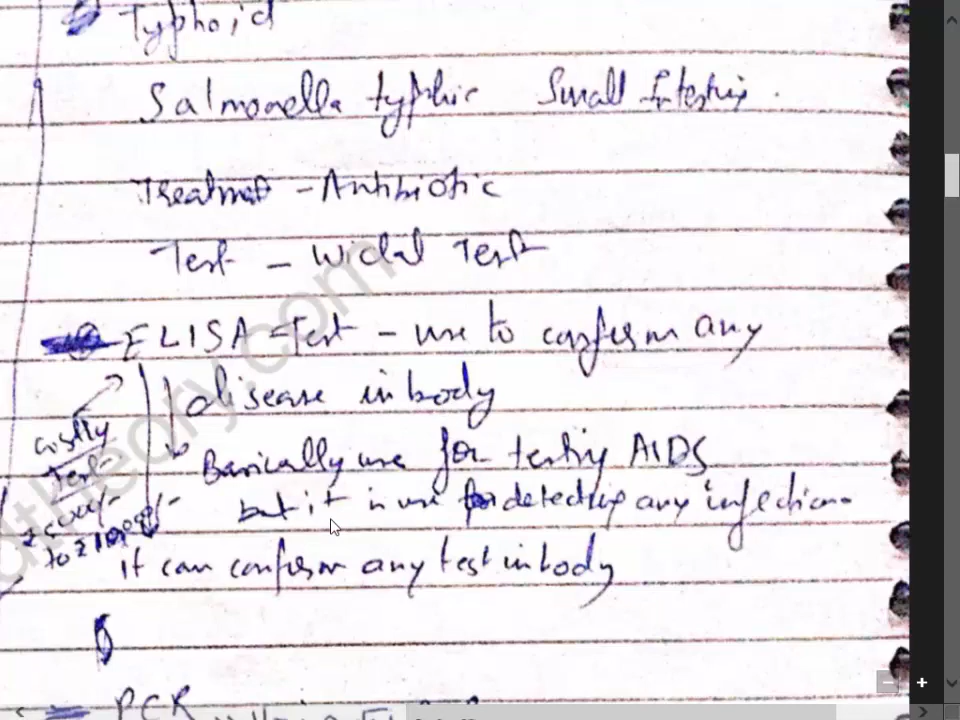 Typhoid
Salmonella typhic Small Intestine.
Treatment - Antibiotic
Test - Widal Test
ELISA Test - use to confirm any
disease in body
costly
test
Basically use for testing AIDS
but it is use for detecting any infection
it can confirm any test in body
PCR